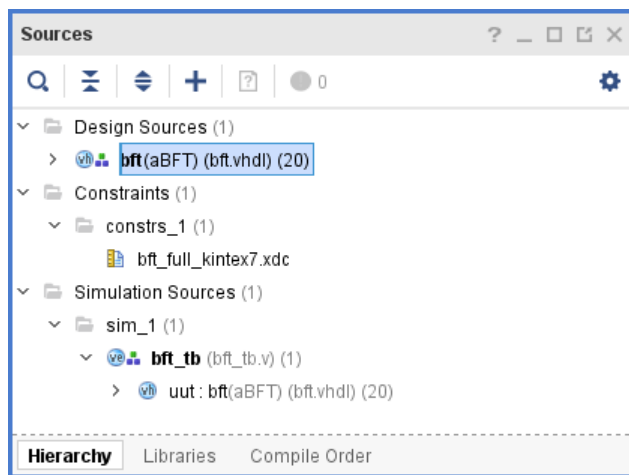 Sources
0
Design Sources (1)
bft(aBFT) (bft.vhdl) (20)
Constraints (1)
constrs_1 (1)
bft_full_kintex7.xdc
Simulation Sources (1)
sim_1 (1)
bft_tb (bft_tb.v) (1)
uut : bft(aBFT) (bft.vhdl) (20)
Hierarchy Libraries Compile Order